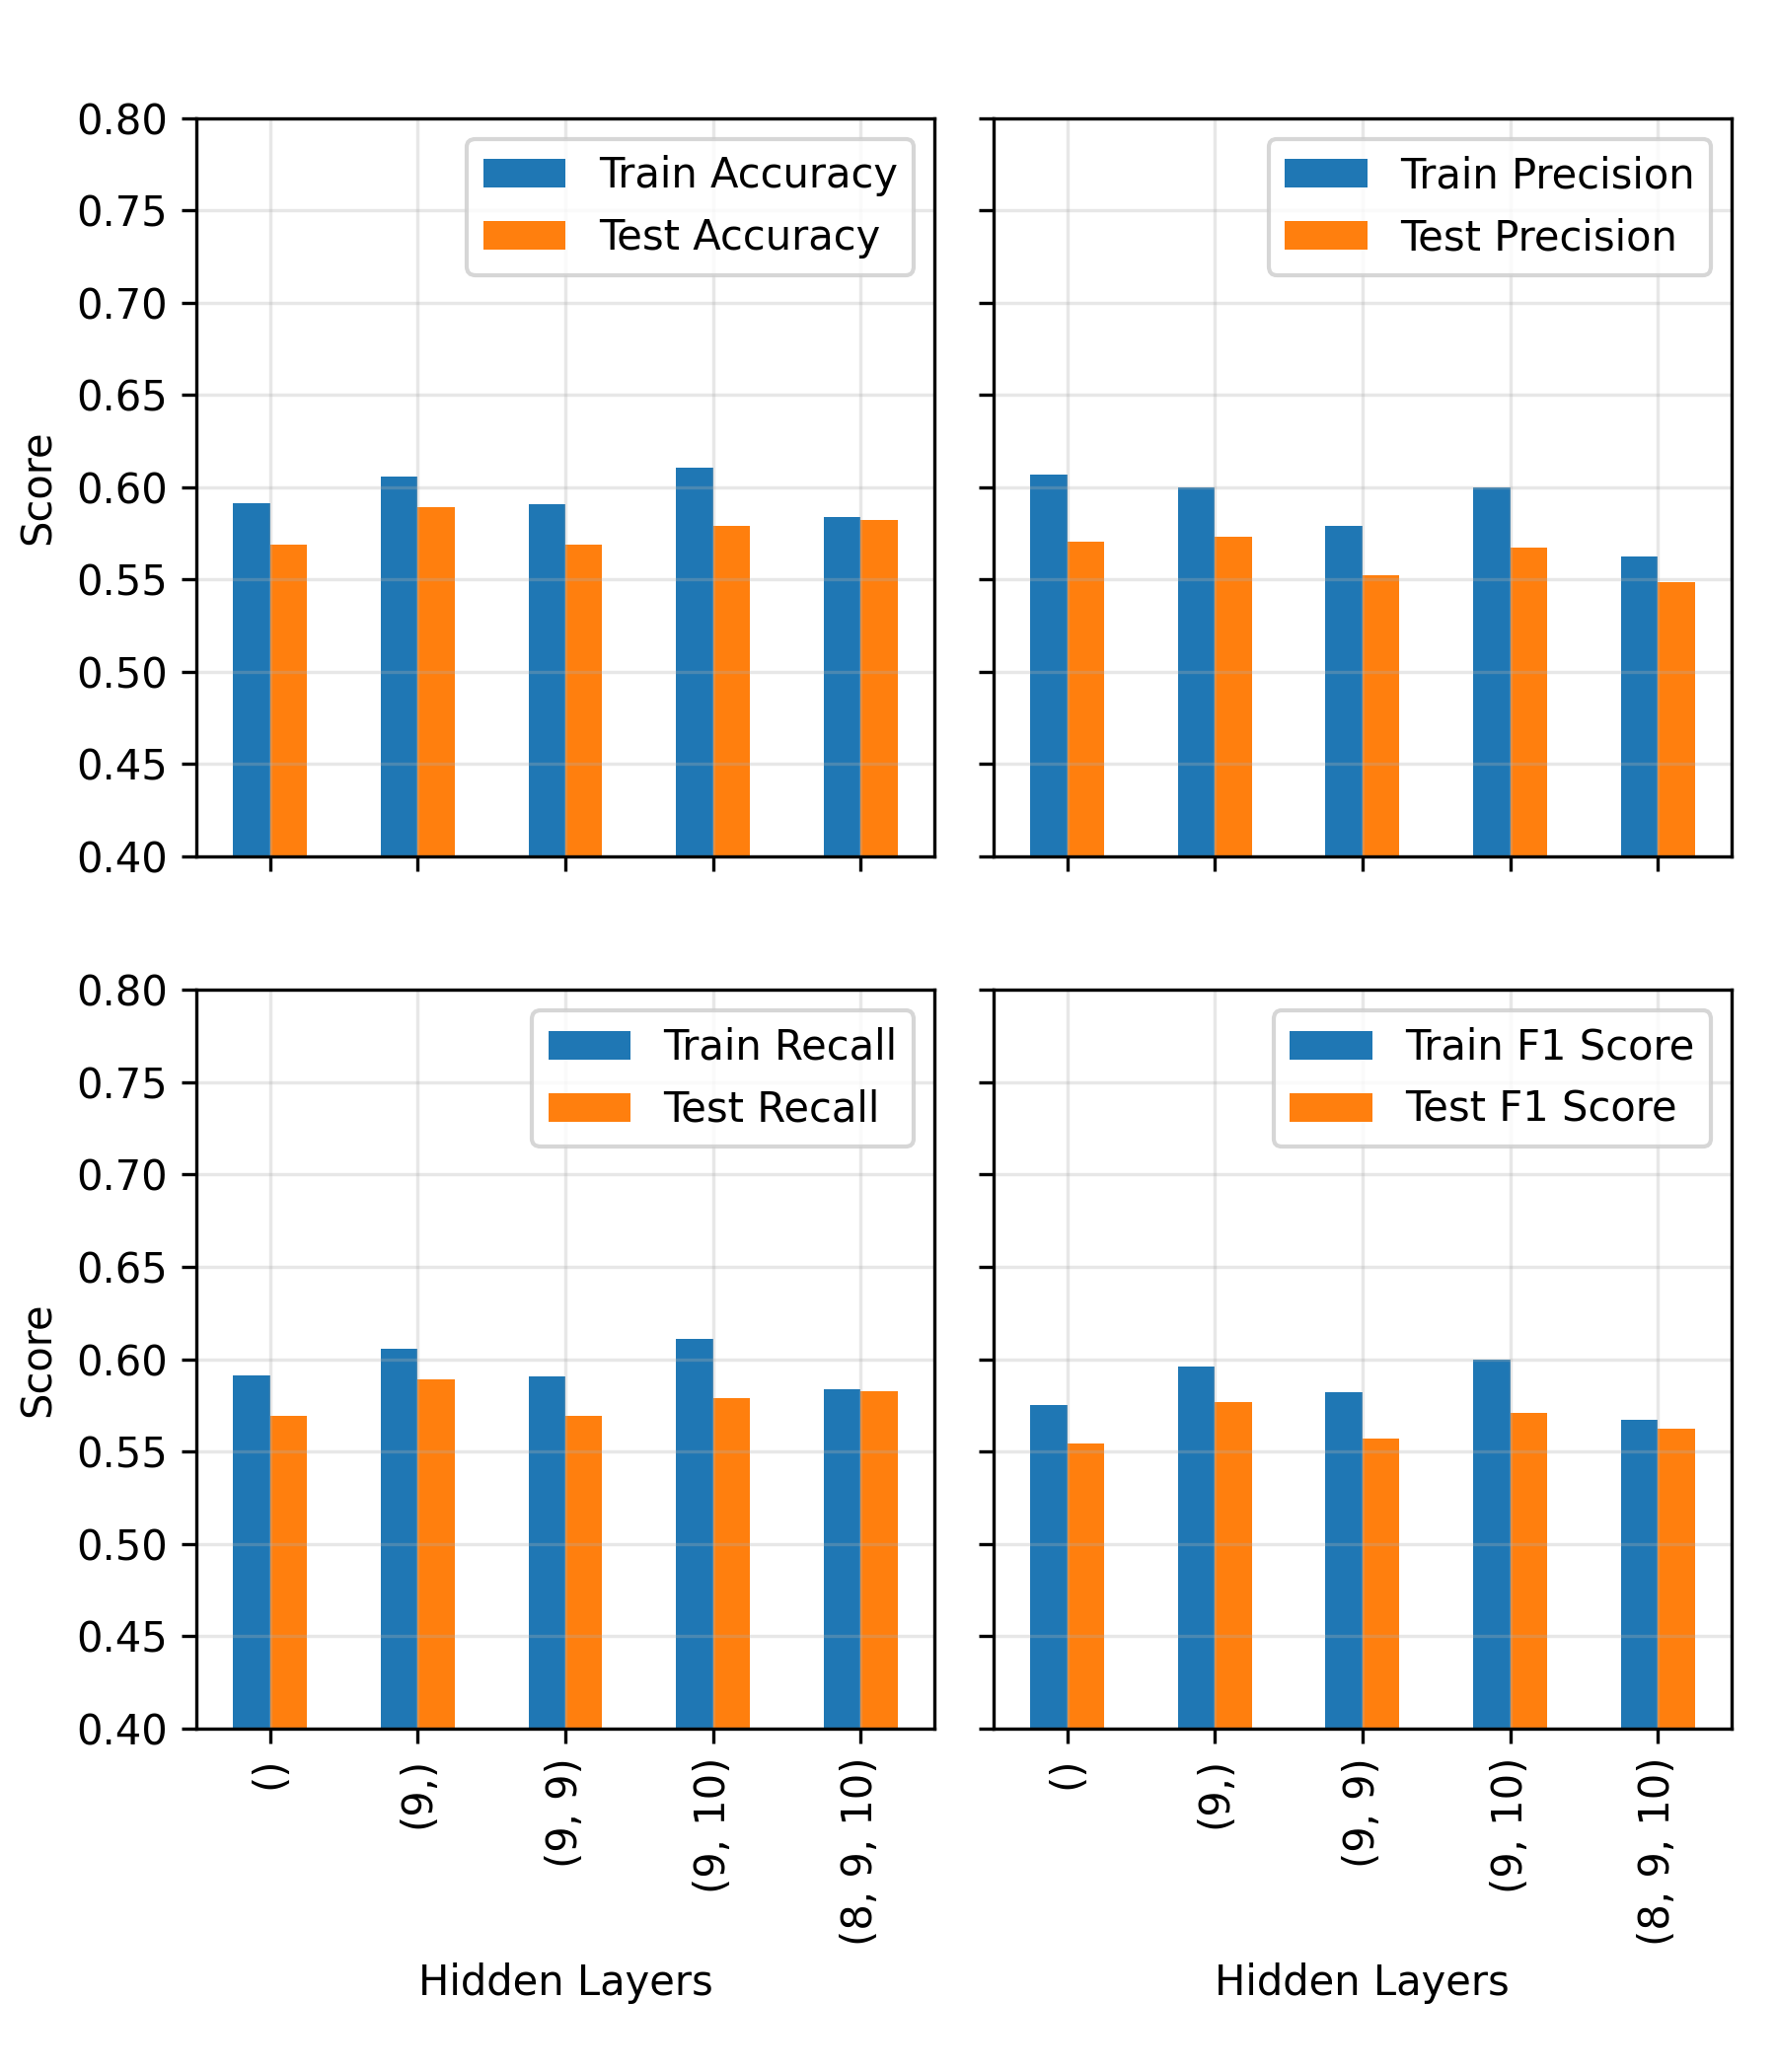 0.80
0.75
0.70
0.65
0.60
0.55
0.50
0.45
0.40
Score
Train Accuracy
Test Accuracy
Train Precision
Test Precision
0.80
0.75
0.70
0.65
0.60
0.55
0.50
0.45
0.40
Score
Train Recall
Test Recall
Train F1 Score
Test F1 Score
()
(9,)
(9, 9)
(9, 10)
(8, 9, 10)
Hidden Layers
()
(9,)
(9, 9)
(9, 10)
(8, 9, 10)
Hidden Layers